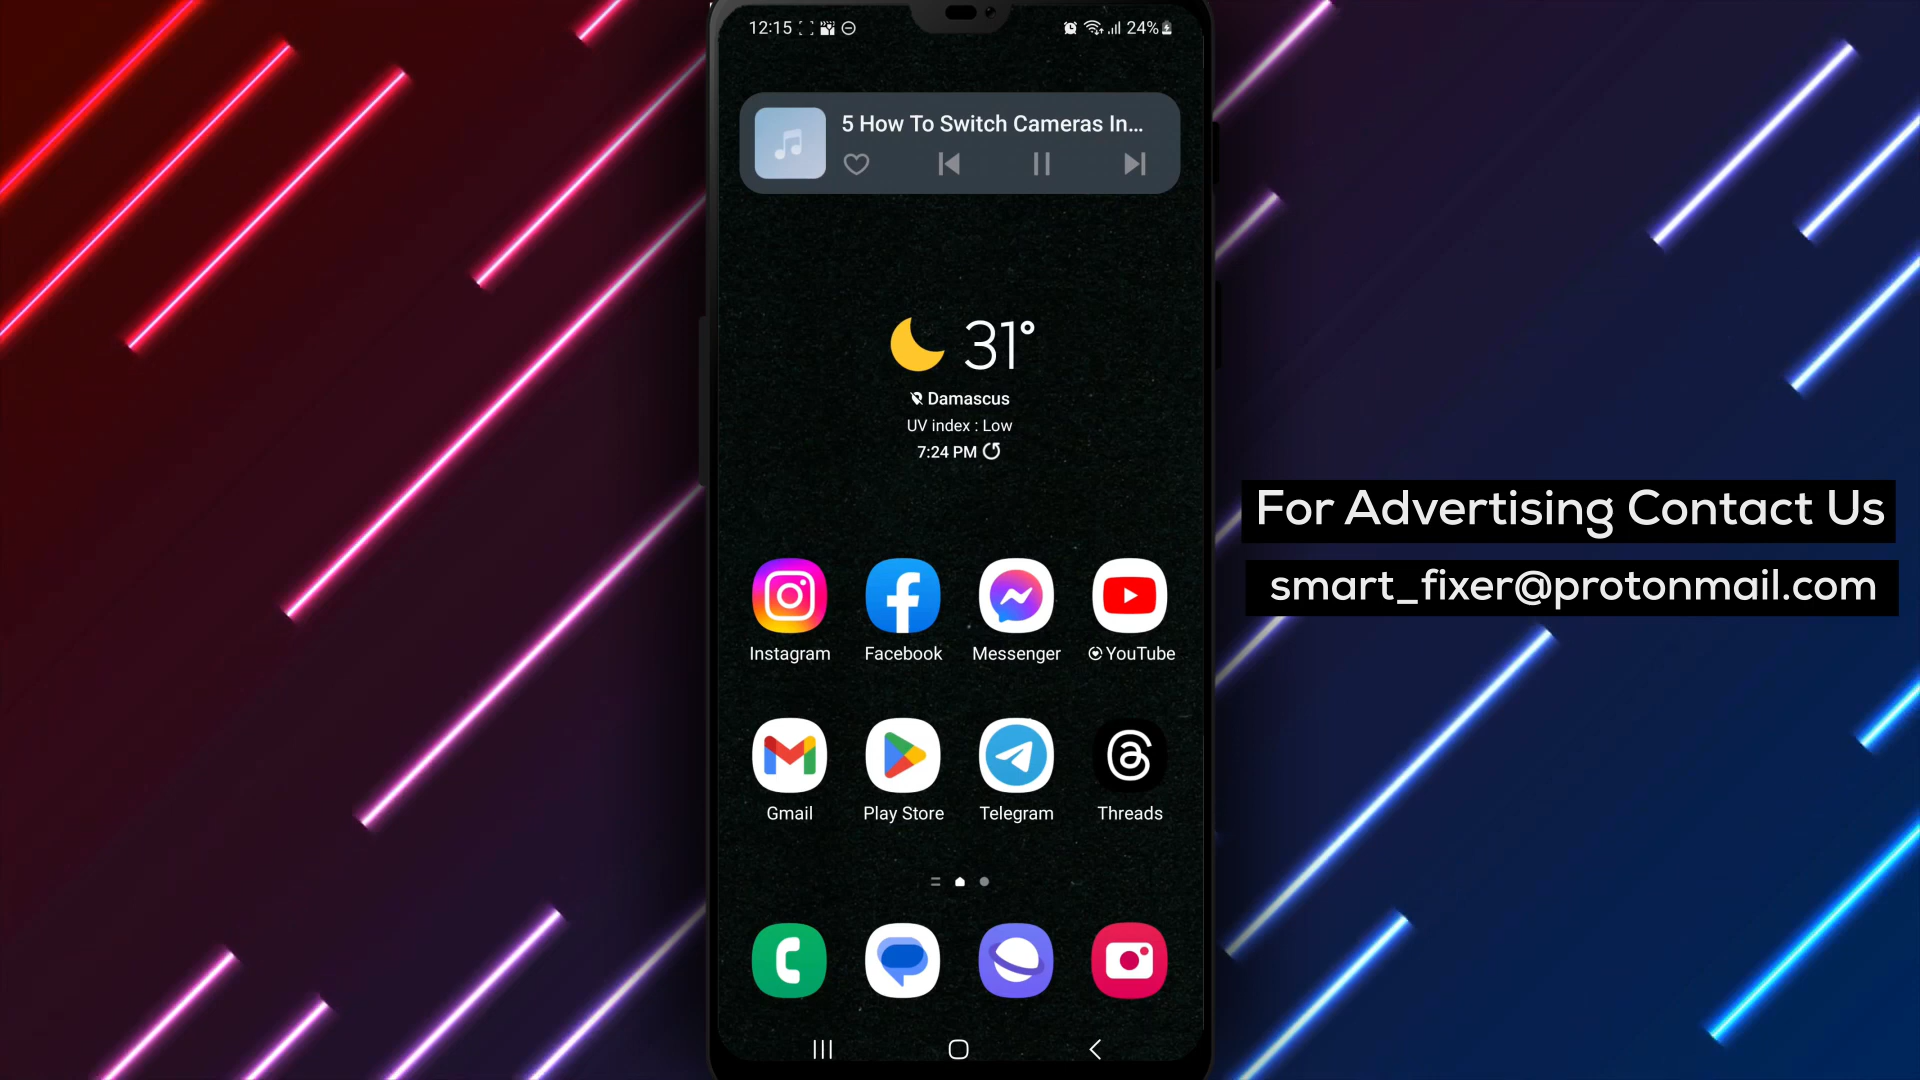 12:15
24%
5 How To Switch Cameras In...
31°
Damascus
UV index : Low
7:24 PM
For Advertising Contact Us
smart_fixer@protonmail.com
Instagram
Facebook
Messenger
YouTube
Gmail
Play Store
Telegram
Threads